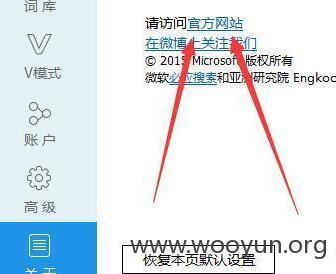 词库
V模式
账户
高级
关于
请访问官方网站
在微博上关注我们
© 2015 Microsoft 版权所有
微软必应搜索和亚洲研究院 Engkoo
恢复本页默认设置
www.wooyun.org